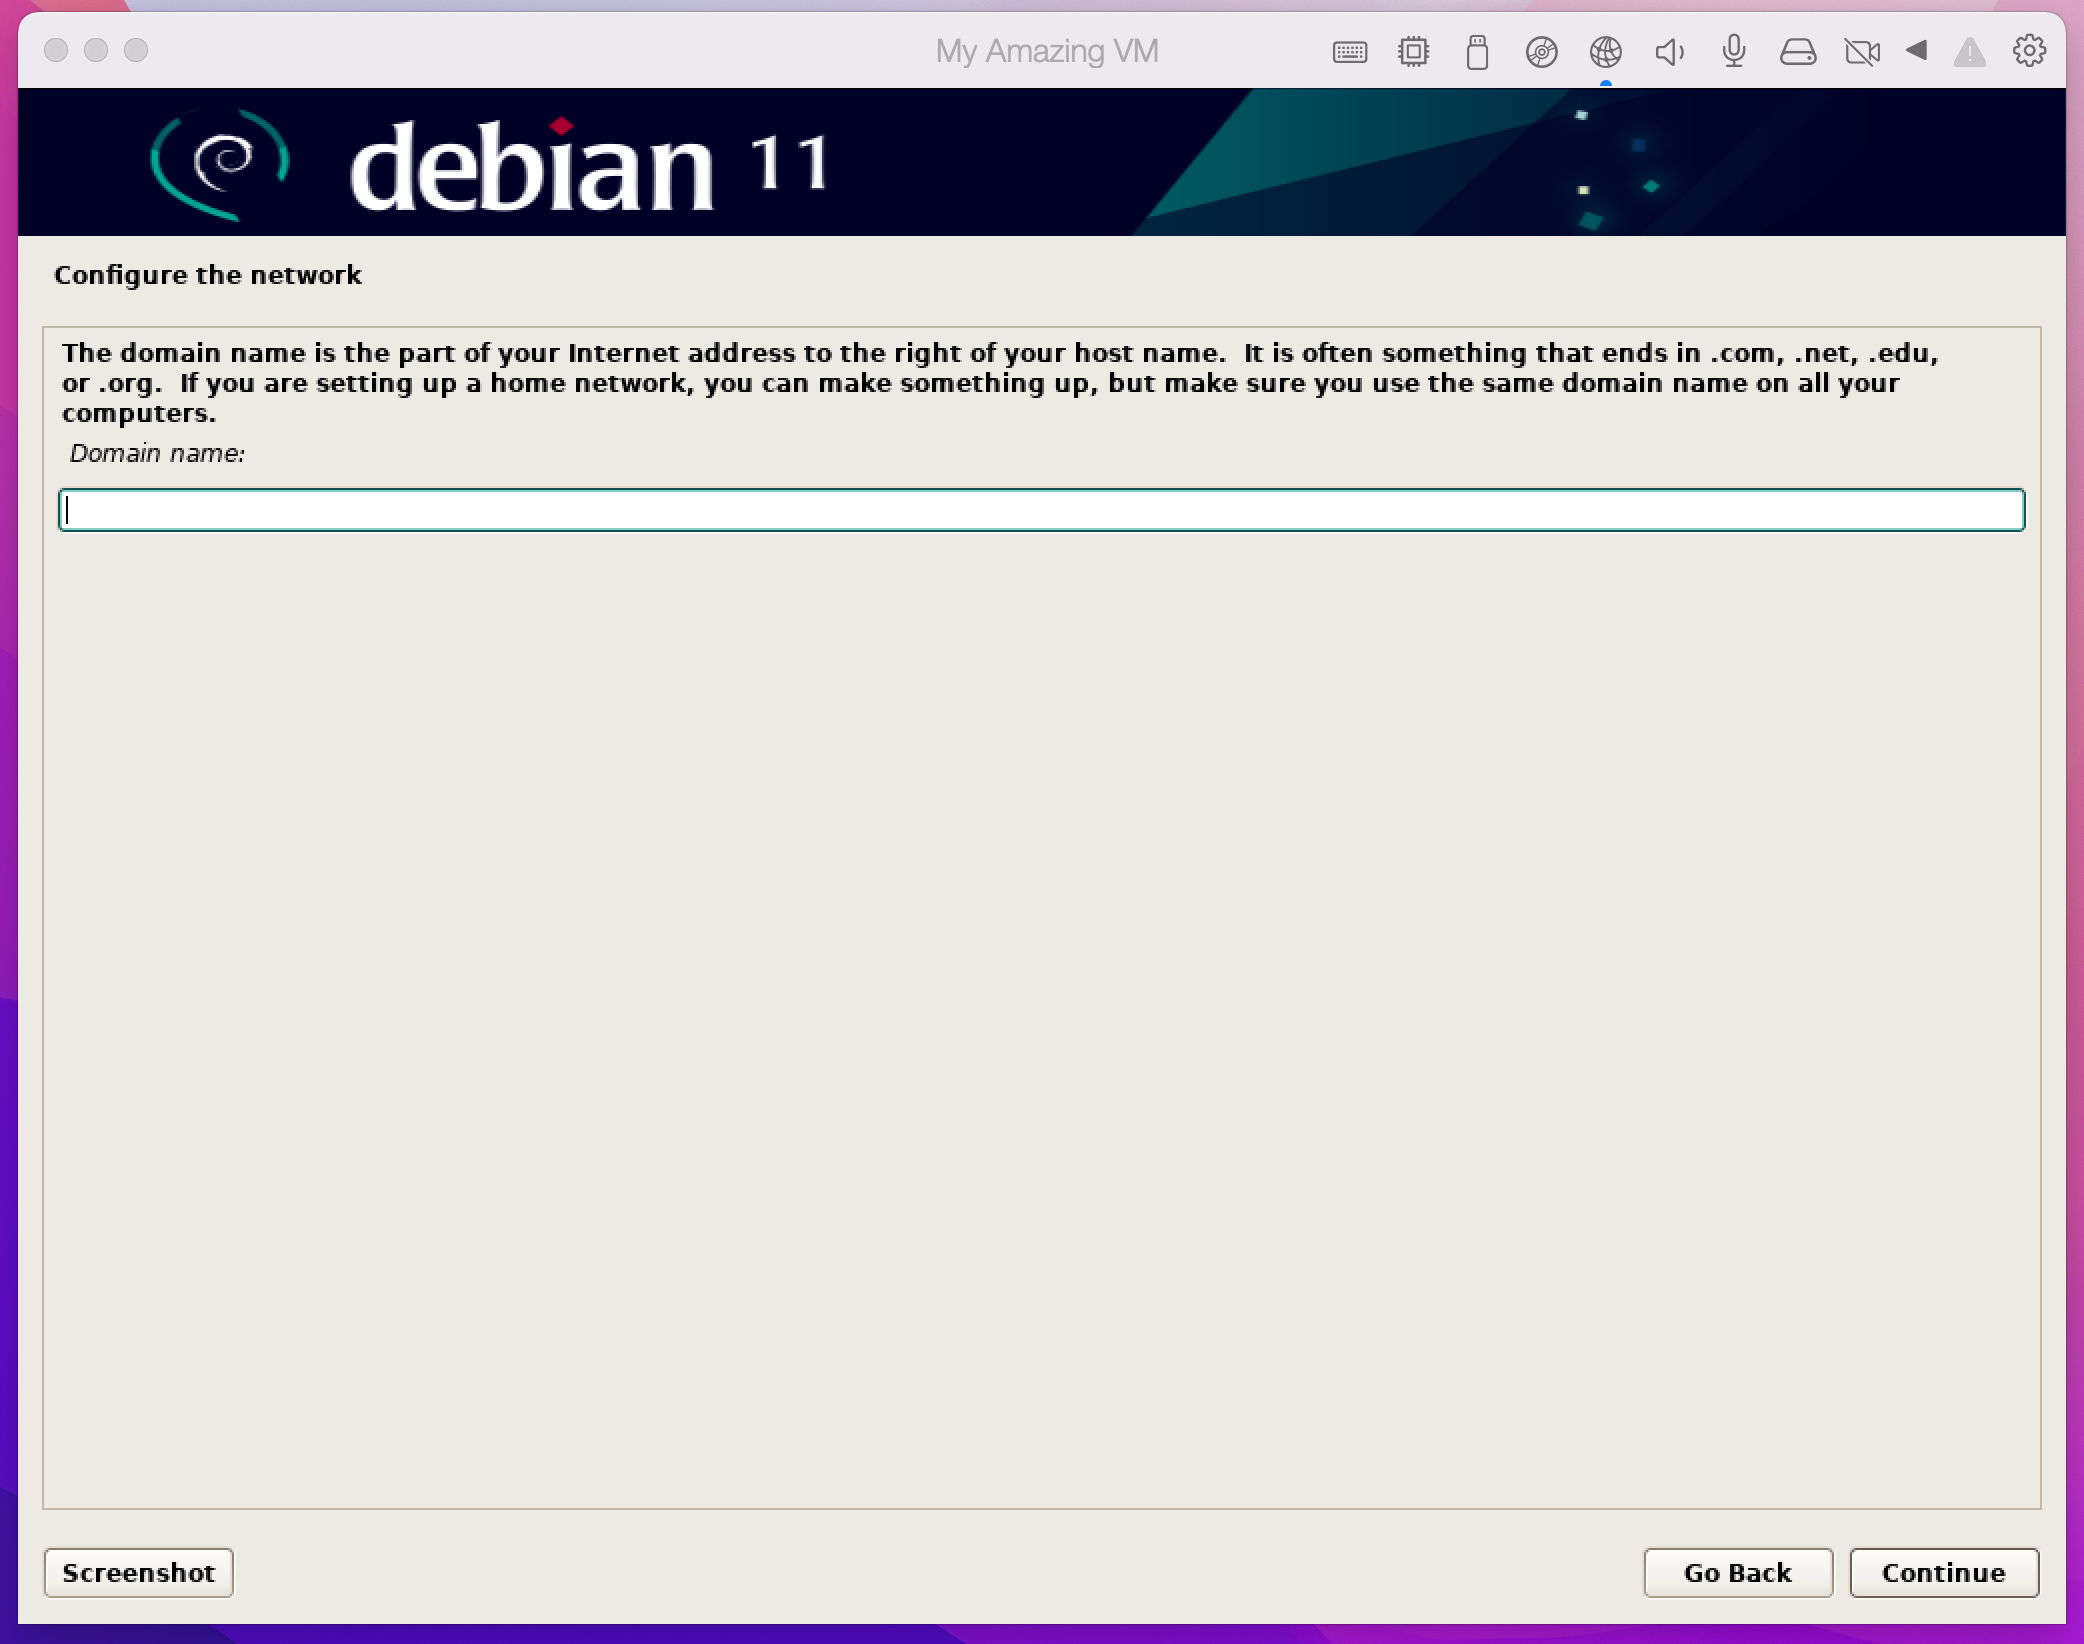 My Amazing VM
debian 11
Configure the network
The domain name is the part of your Internet address to the right of your host name.  It is often something that ends in .com, .net, .edu,
or .org.  If you are setting up a home network, you can make something up, but make sure you use the same domain name on all your
computers.
Domain name:
Screenshot
Go Back
Continue